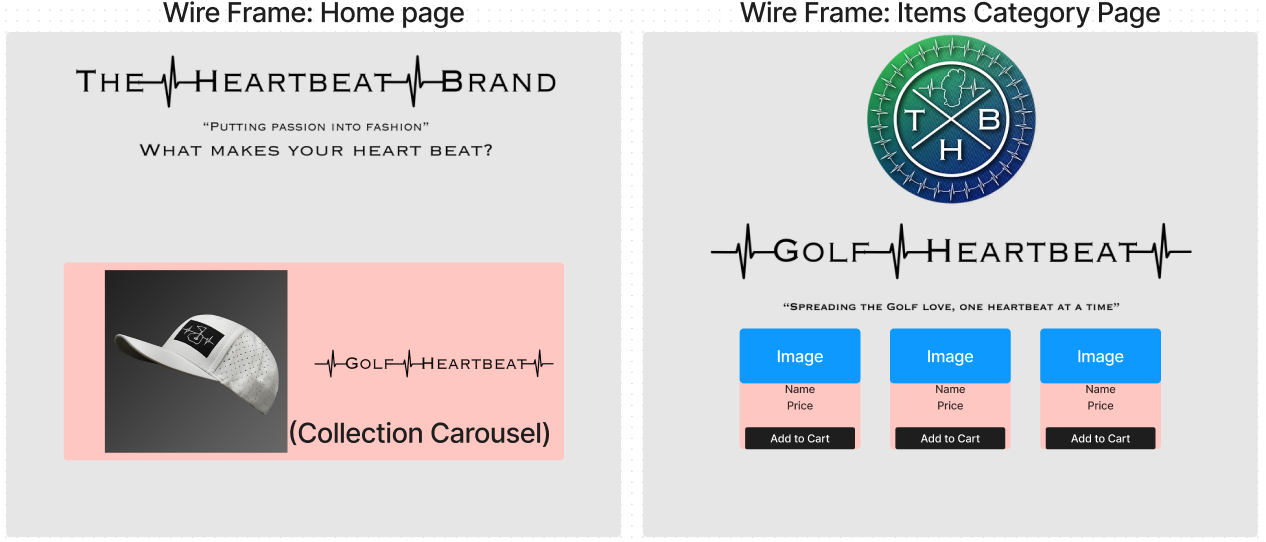 Wire Frame: Home page
THE HEARTBEAT BRAND
“PUTTING PASSION INTO FASHION”
WHAT MAKES YOUR HEART BEAT?
GOLF HEARTBEAT
(Collection Carousel)
Wire Frame: Items Category Page
T B
H
GOLF HEARTBEAT
“SPREADING THE GOLF LOVE, ONE HEARTBEAT AT A TIME”
Image Image Image
Name Name Name
Price Price Price
Add to Cart Add to Cart Add to Cart